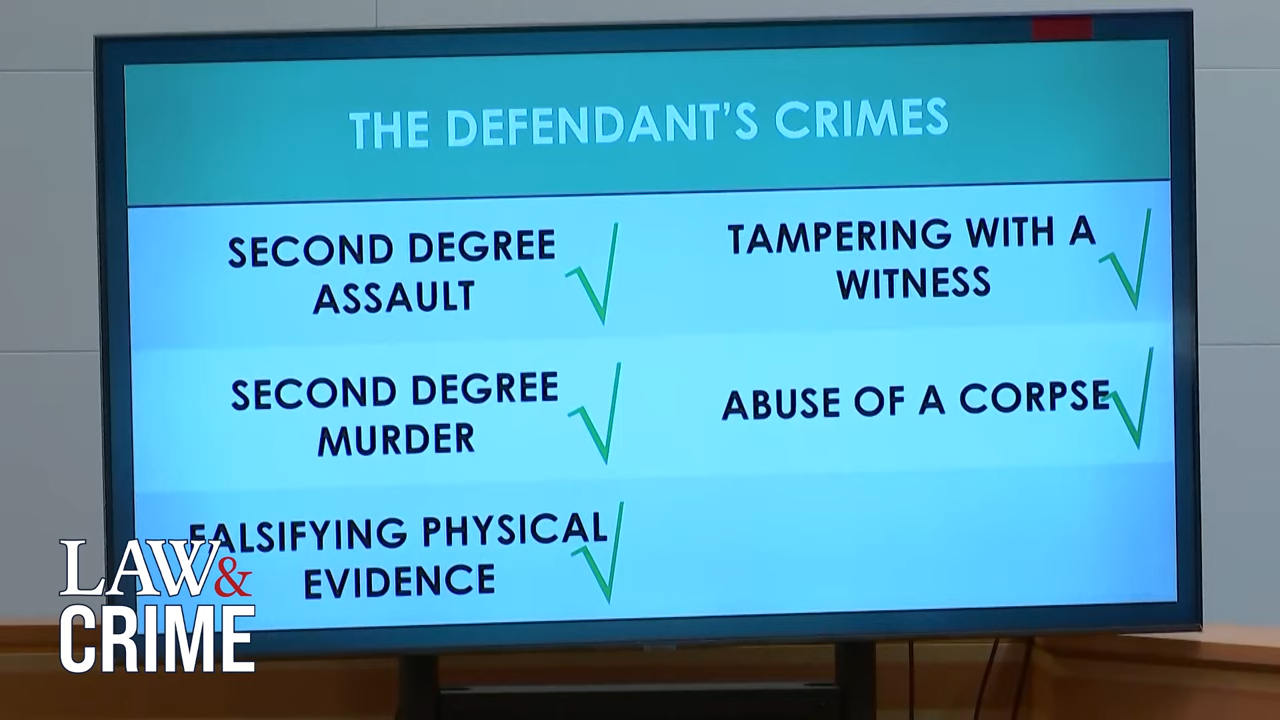 THE DEFENDANT'S CRIMES
SECOND DEGREE
ASSAULT
TAMPERING WITH A
WITNESS
SECOND DEGREE
MURDER
ABUSE OF A CORPSE
FALSIFYING PHYSICAL
EVIDENCE
LAW&
CRIME